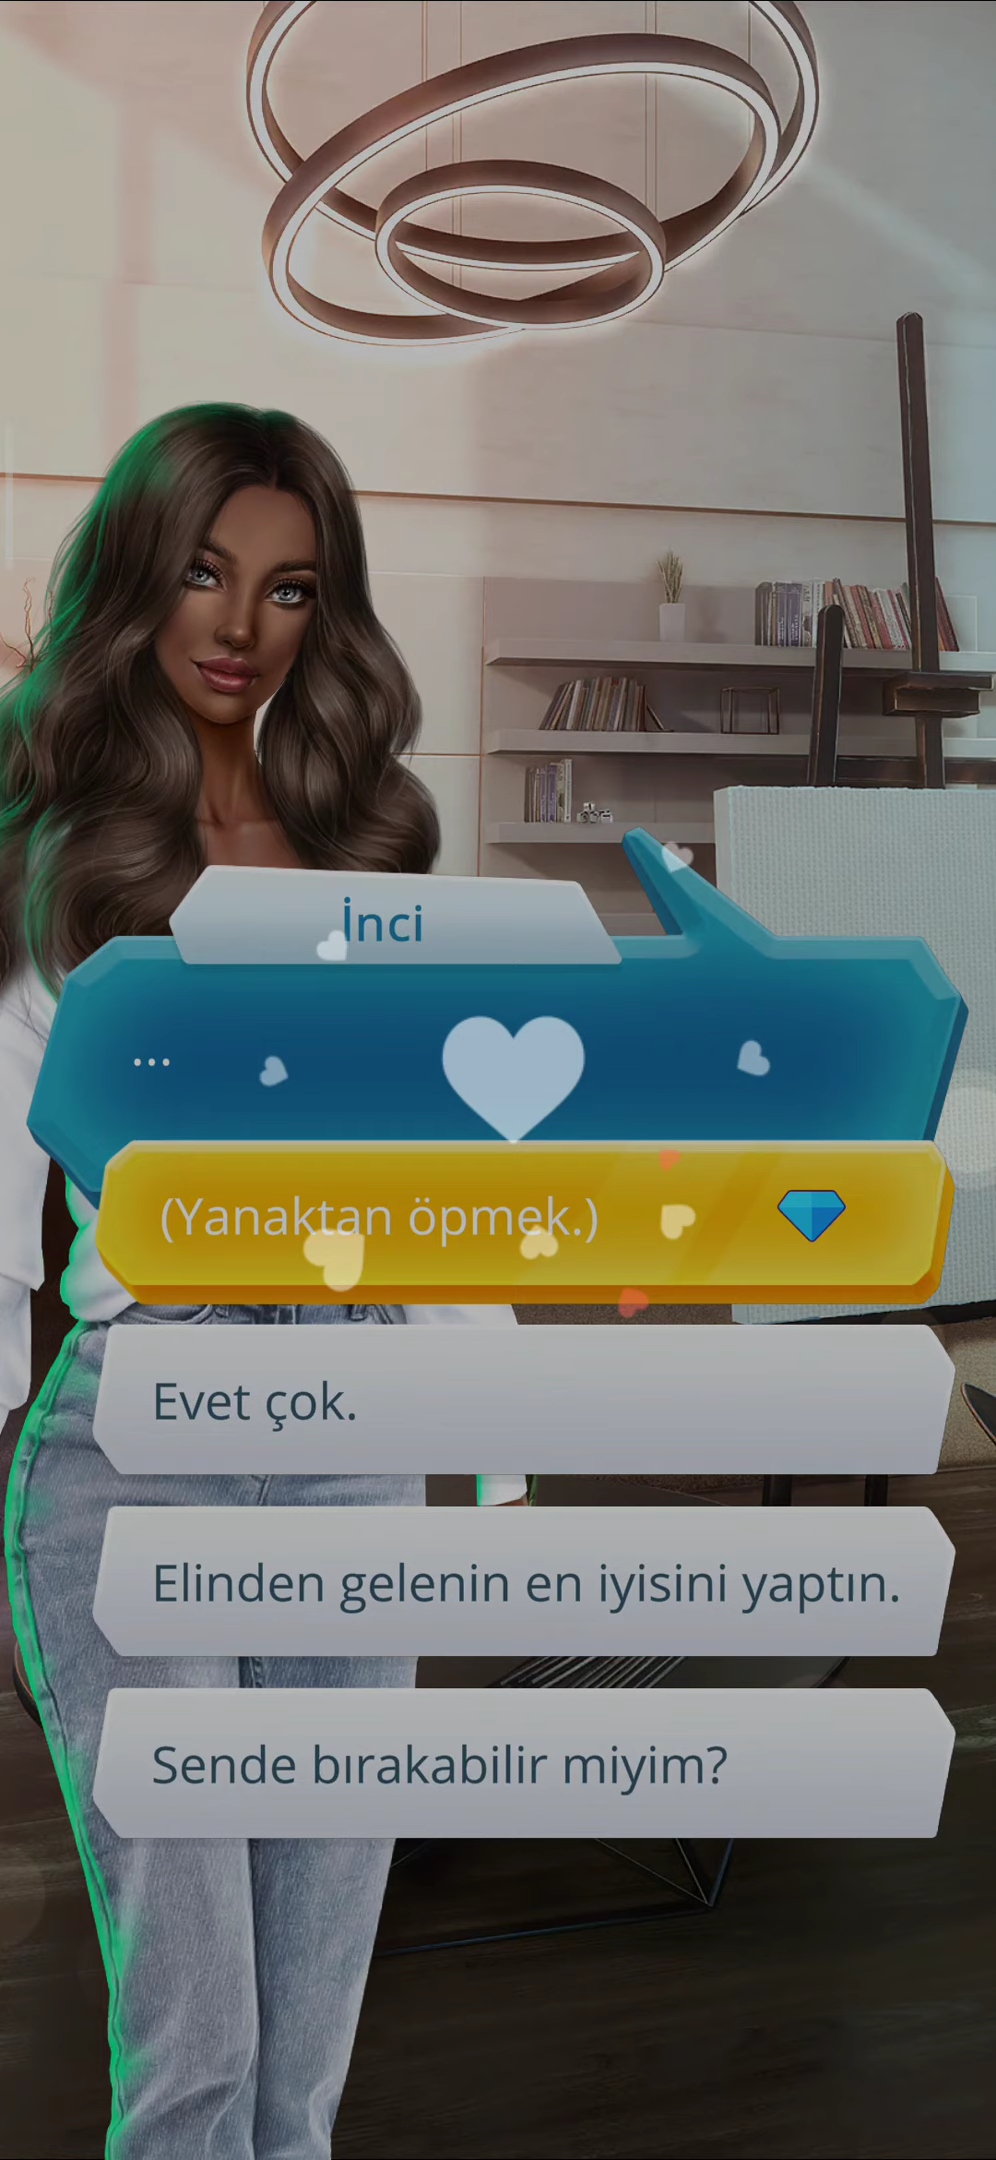 İnci
...
(Yanaktan öpmek.)
Evet çok.
Elinden gelenin en iyisini yaptın.
Sende bırakabilir miyim?